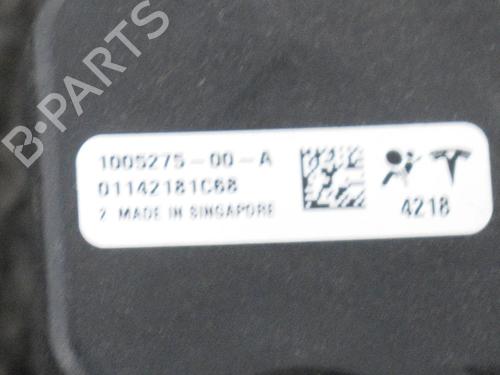 B-PARTS
1005275-00-A
01142181C68
2 MADE IN SINGAPORE
4218